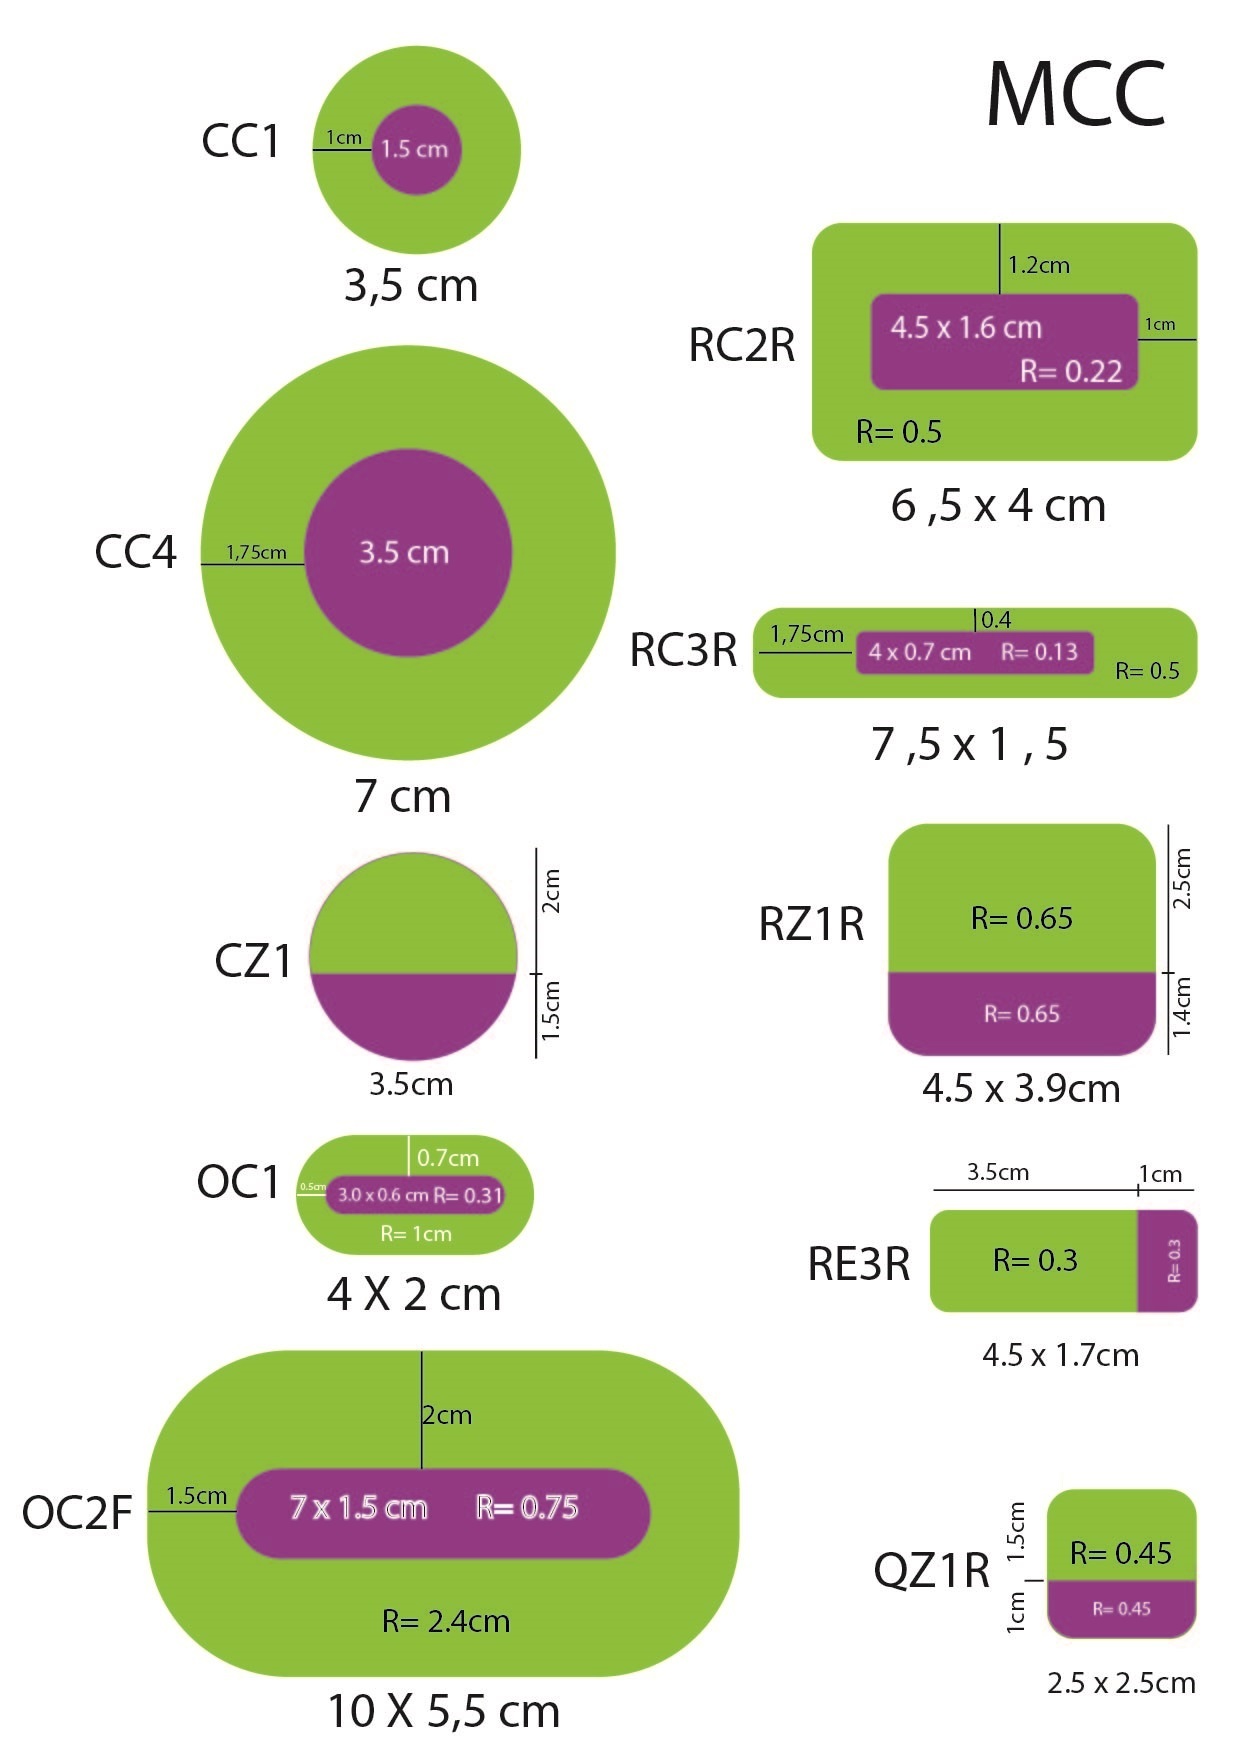 MCC
CC1
1cm
1.5 cm
3,5 cm
CC4
1,75cm
3.5 cm
7 cm
CZ1
2cm
1.5cm
3.5cm
OC1
0.7cm
0.5cm
3.0 x 0.6 cm R= 0.31
R= 1cm
4 X 2 cm
OC2F
2cm
1.5cm
7 x 1.5 cm R= 0.75
R= 2.4cm
10 X 5,5 cm
RC2R
1.2cm
4.5 x 1.6 cm
1cm
R= 0.22
R= 0.5
6 ,5 x 4 cm
RC3R
0.4
1,75cm
4 x 0.7 cm R= 0.13
R= 0.5
7 ,5 x 1 , 5
RZ1R
2.5cm
R= 0.65
1.4cm
R= 0.65
4.5 x 3.9cm
3.5cm 1cm
RE3R
R= 0.3
R= 0.3
4.5 x 1.7cm
QZ1R
1.5cm
R= 0.45
1cm
R= 0.45
2.5 x 2.5cm